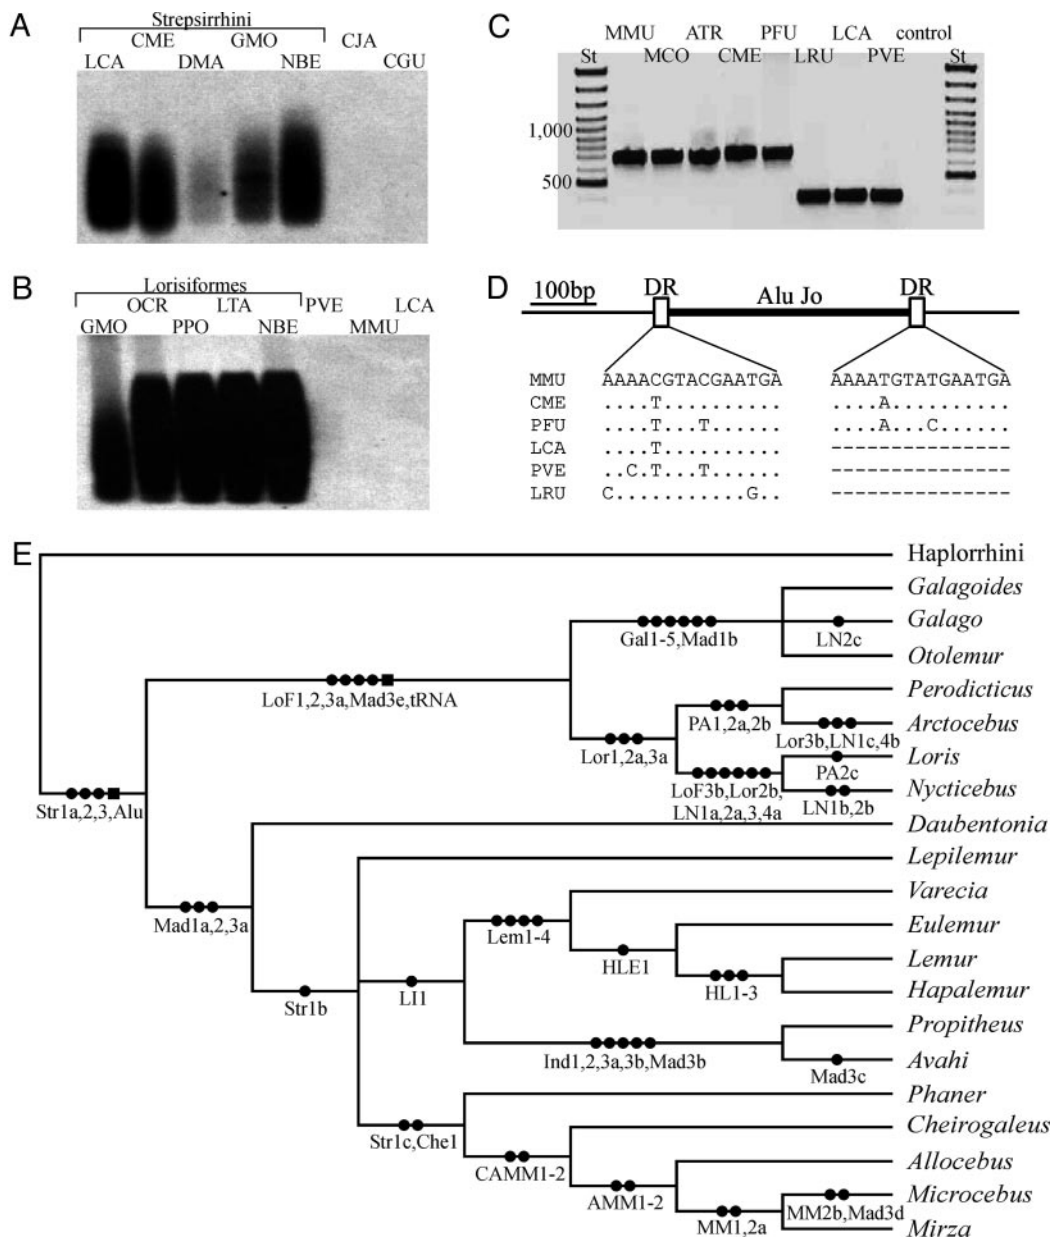 A
Strepsirrhini
CME GMO CJA
LCA DMA NBE CGU
B
Lorisiformes
OCR LTA PVE LCA
GMO PPO NBE MMU
C
MMU ATR PFU LCA control
St MCO CME LRU PVE St
1,000
500
D
100bp DR Alu Jo DR
MMU AAAACGTACGAATGA AAAATGTATGAATGA
CME ....T.......... ....A..........
PFU ....T...T...... ....A...C......
LCA ....T.......... ---------------
PVE ..C.T...T...... ---------------
LRU C...........G.. ---------------
E
Haplorrhini
Galagoides
Galago
Gal1-5,Mad1b
LN2c
Otolemur
Perodicticus
LoF1,2,3a,Mad3e,tRNA
PA1,2a,2b
Arctocebus
Lor3b,LN1c,4b
Lor1,2a,3a
Loris
PA2c
LoF3b,Lor2b,
LN1a,2a,3,4a
Nycticebus
LN1b,2b
Str1a,2,3,Alu
Daubentonia
Lepilemur
Varecia
Mad1a,2,3a
Lem1-4
Eulemur
HLE1
Lemur
HL1-3
Hapalemur
Str1b
LI1
Propitheus
Ind1,2,3a,3b,Mad3b
Avahi
Mad3c
Phaner
Str1c,Che1
Cheirogaleus
CAMM1-2
Allocebus
AMM1-2
Microcebus
MM2b,Mad3d
MM1,2a
Mirza